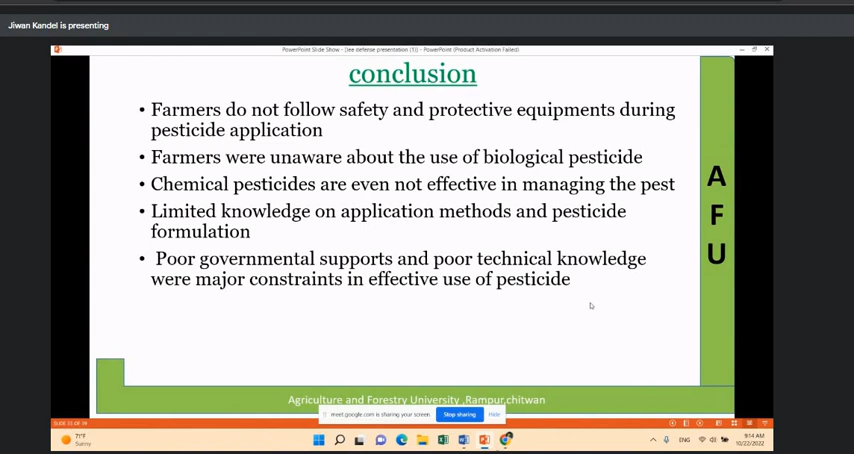 Jiwan Kandel is presenting
PowerPoint Slide Show - [iee defense presentation (1)] - PowerPoint (Product Activation Failed)
conclusion
• Farmers do not follow safety and protective equipments during
pesticide application
• Farmers were unaware about the use of biological pesticide
• Chemical pesticides are even not effective in managing the pest
• Limited knowledge on application methods and pesticide
formulation
• Poor governmental supports and poor technical knowledge
were major constraints in effective use of pesticide
A
F
U
Agriculture and Forestry University ,Rampur,chitwan
meet.google.com is sharing your screen. Stop sharing Hide
71°F
Sunny
ENG
9:14 AM
10/22/2022